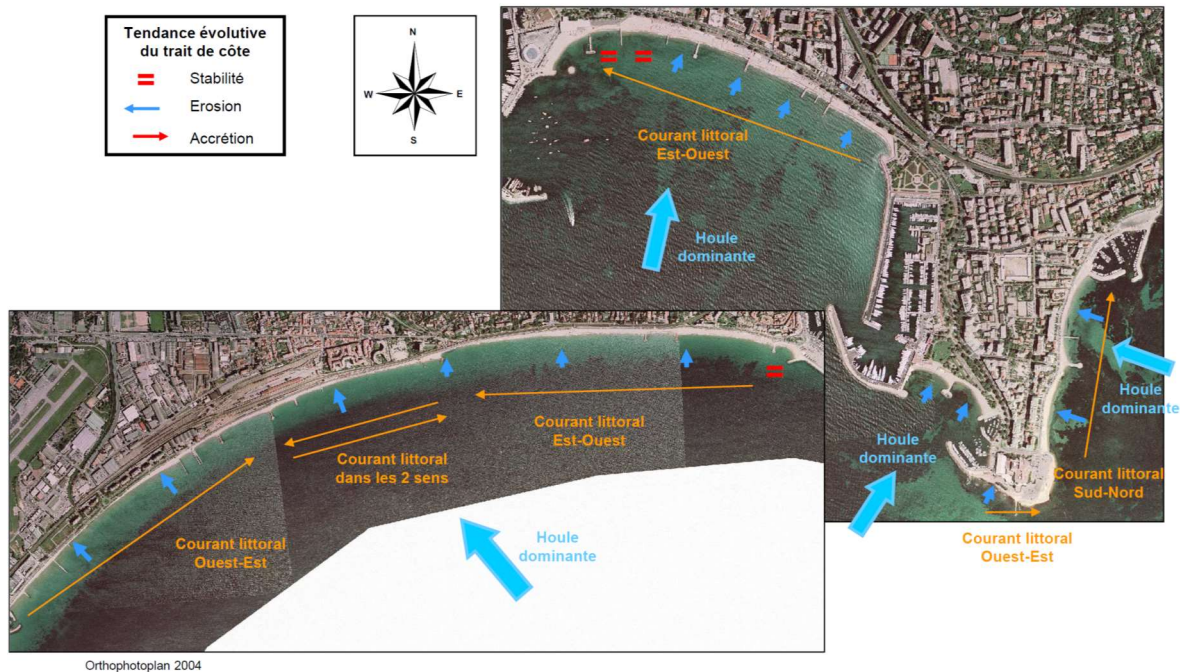 Tendance évolutive
du trait de côte
Stabilité
Erosion
Accrétion
N
W
E
S
Courant littoral
Est-Ouest
Houle
dominante
Houle
dominante
Houle
dominante
Courant littoral
Sud-Nord
Courant littoral
Ouest-Est
Courant littoral
Est-Ouest
Courant littoral
dans les 2 sens
Courant littoral
Ouest-Est
Houle
dominante
Orthophotoplan 2004